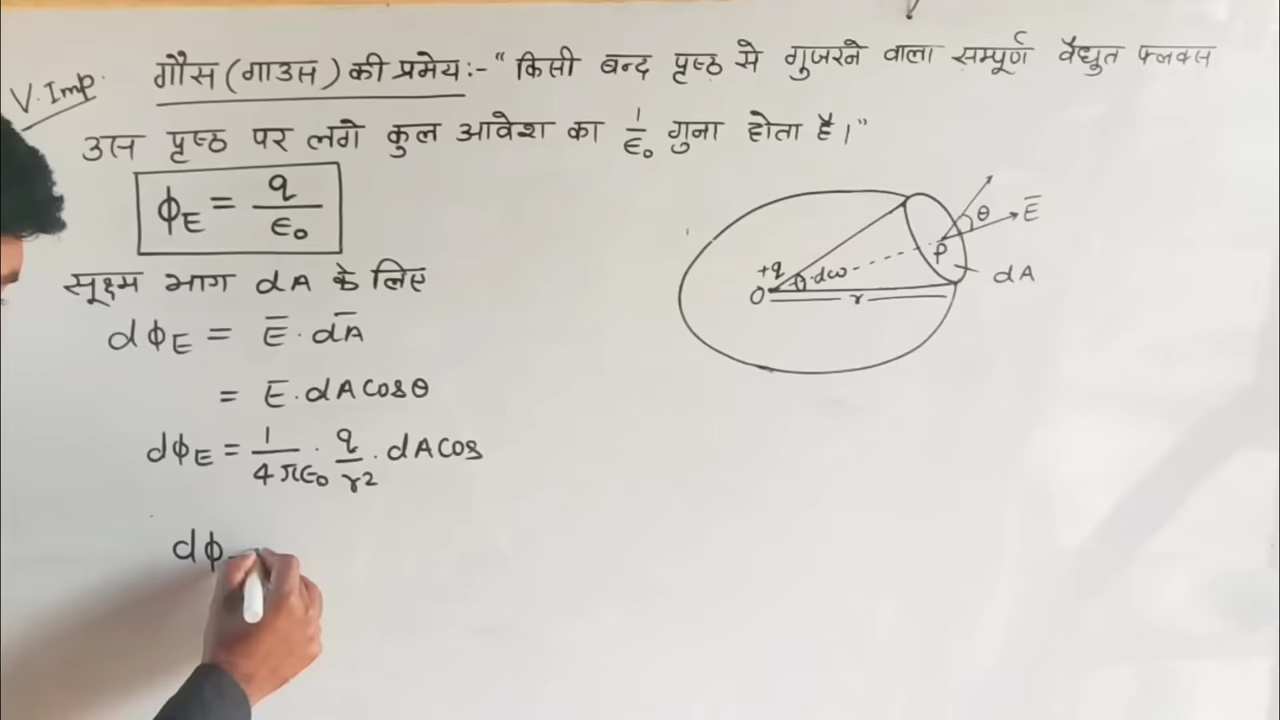 V. Imp.
गौस (गाउस) की प्रमेय :- "किसी बन्द पृष्ठ से गुजरने वाला सम्पूर्ण वैद्युत फ्लक्स
उस पृष्ठ पर लगे कुल आवेश का 1/ε₀ गुना होता है।"
ϕE = q/ε₀
सूक्ष्म भाग dA के लिए
dϕE = E̅ . dA̅
= E . dA cosθ
dϕE = 1/4πε₀ . q/r² . dA cos
dϕ
θ
E̅
P
dA
+q
θ dω
O
r